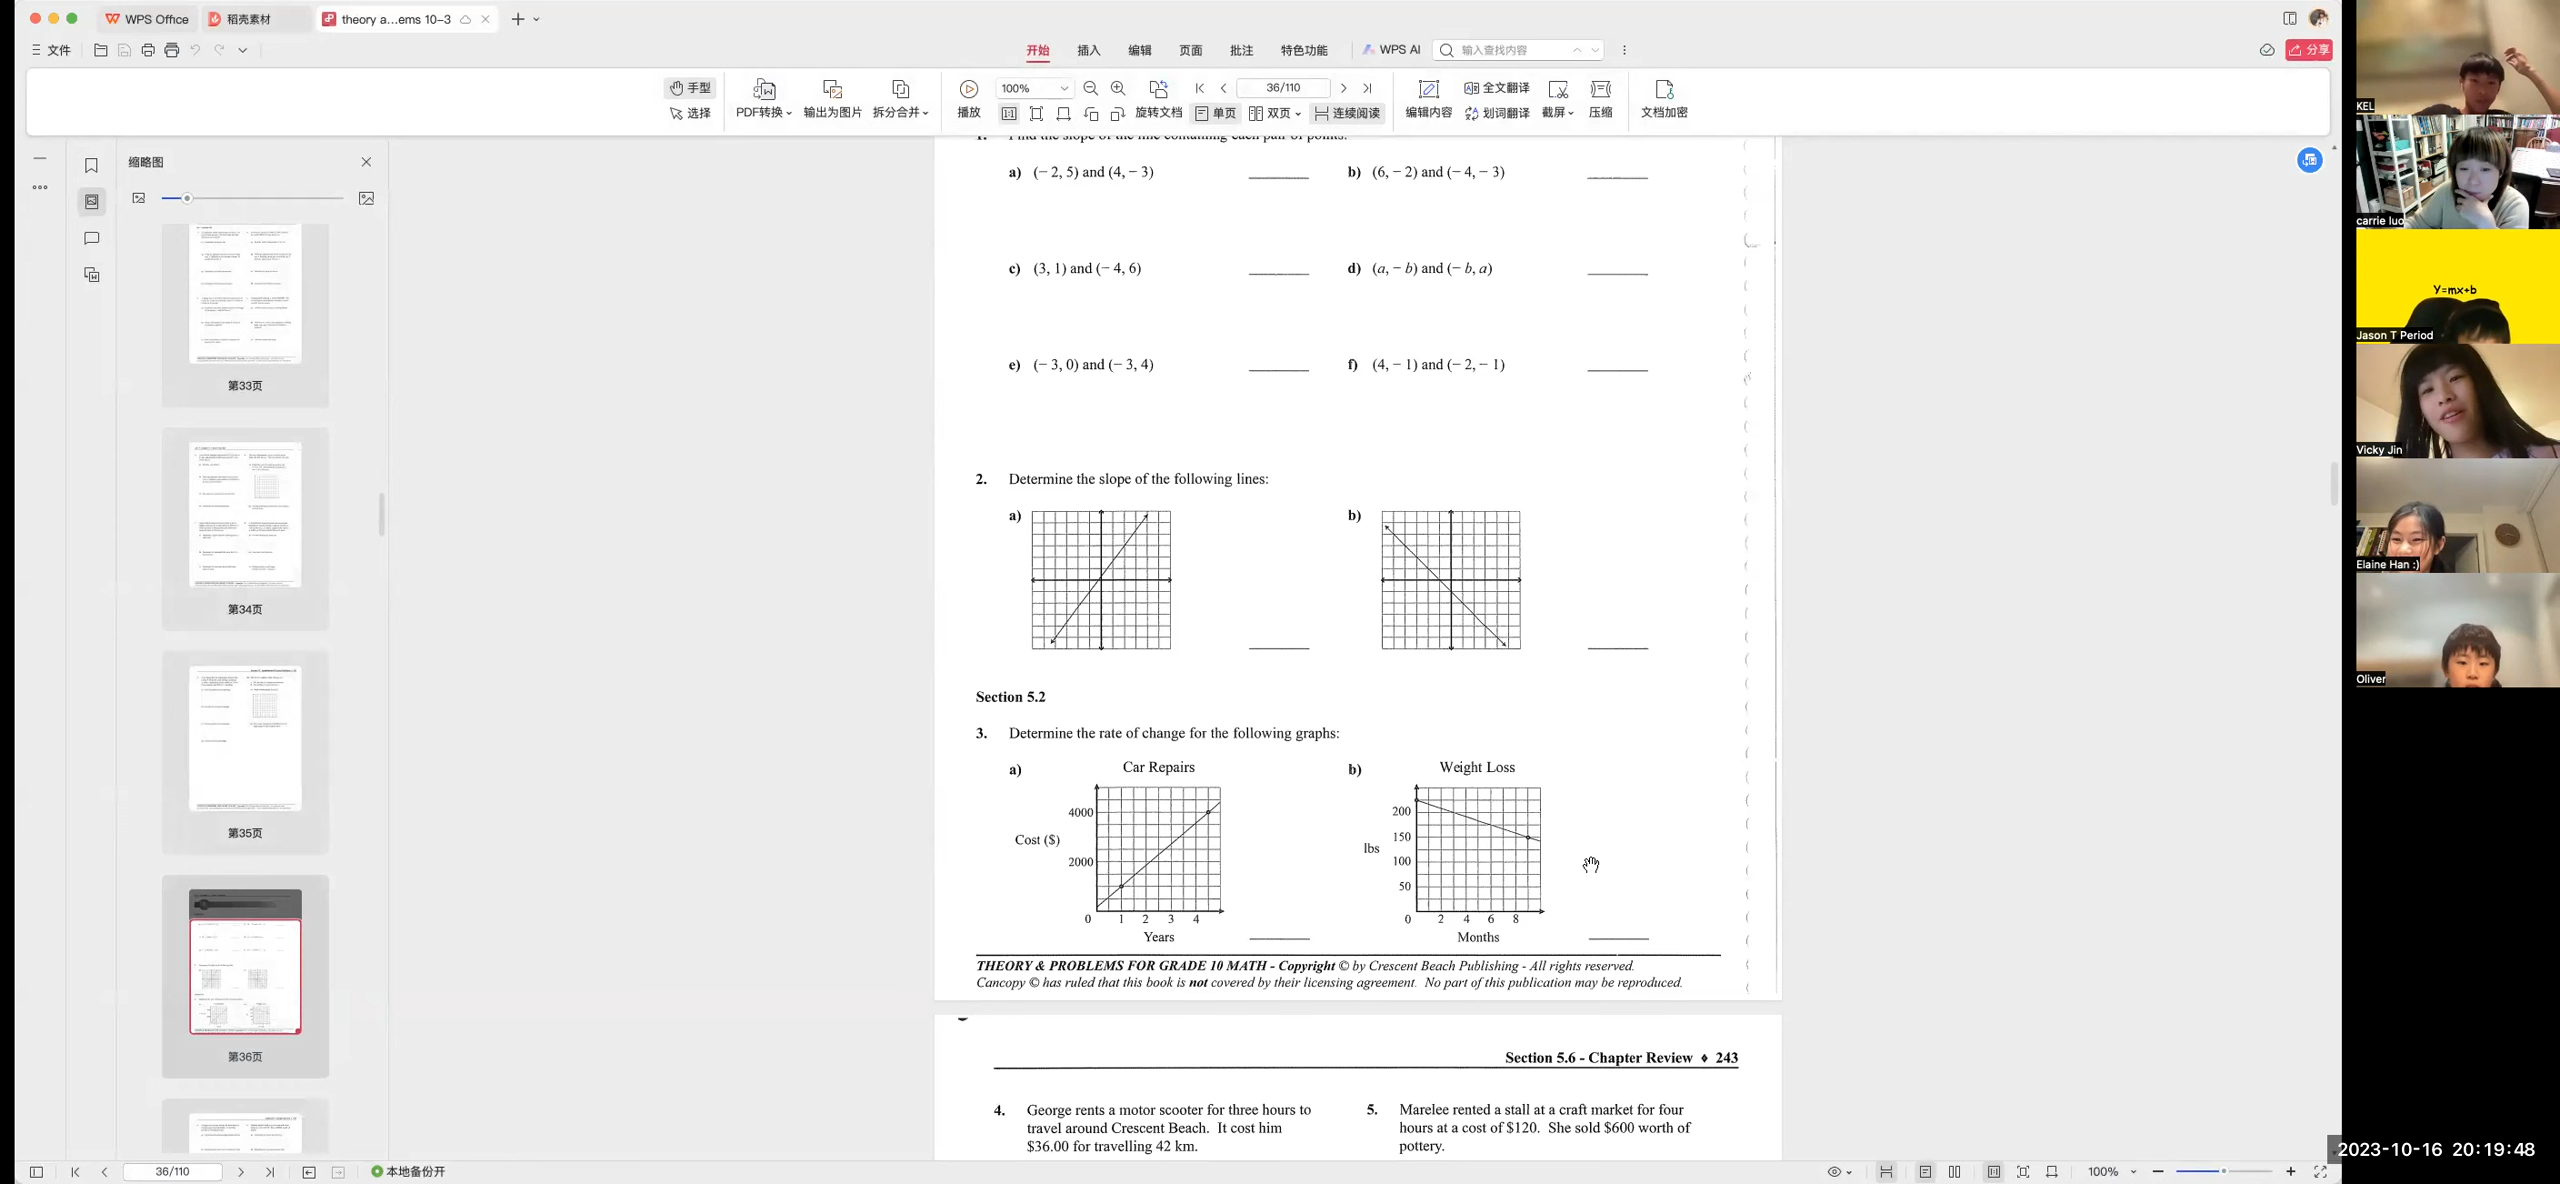 WPS Office
稻壳素材
theory a...ems 10-3
文件
开始
插入
编辑
页面
批注
特色功能
WPS AI
输入查找内容
分享
手型
选择
PDF转换
输出为图片
拆分合并
播放
100%
旋转文档
36/110
单页
双页
连续阅读
编辑内容
全文翻译
划词翻译
截屏
压缩
文档加密
缩略图
第33页
第34页
第35页
第36页
1. Find the slope of the line containing each pair of points:
a) (− 2, 5) and (4, − 3)
b) (6, − 2) and (− 4, − 3)
c) (3, 1) and (− 4, 6)
d) (a, − b) and (− b, a)
e) (− 3, 0) and (− 3, 4)
f) (4, − 1) and (− 2, − 1)
2. Determine the slope of the following lines:
a)
b)
Section 5.2
3. Determine the rate of change for the following graphs:
a) Car Repairs
4000
Cost ($)
2000
0 1 2 3 4
Years
b) Weight Loss
200
150
lbs
100
50
0 2 4 6 8
Months
THEORY & PROBLEMS FOR GRADE 10 MATH - Copyright © by Crescent Beach Publishing - All rights reserved.
Cancopy © has ruled that this book is not covered by their licensing agreement. No part of this publication may be reproduced.
Section 5.6 - Chapter Review ♦ 243
4. George rents a motor scooter for three hours to
travel around Crescent Beach. It cost him
$36.00 for travelling 42 km.
5. Marelee rented a stall at a craft market for four
hours at a cost of $120. She sold $600 worth of
pottery.
36/110
本地备份开
100%
KEL
carrie luo
Y=mx+b
Jason T Period
Vicky Jin
Elaine Han :)
Oliver
2023-10-16 20:19:48